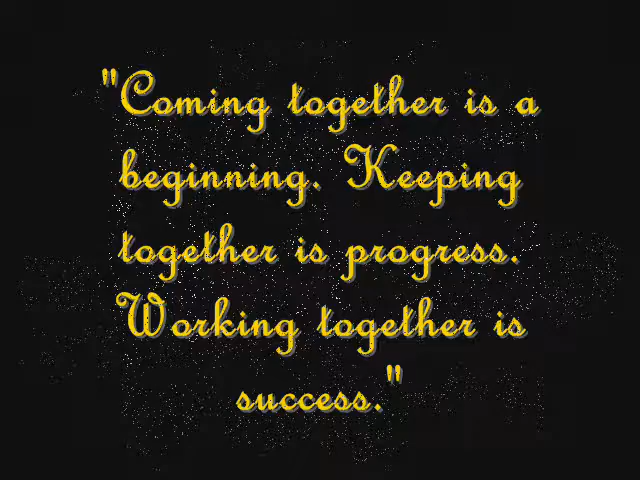 "Coming together is a
beginning. Keeping
together is progress.
Working together is
success."